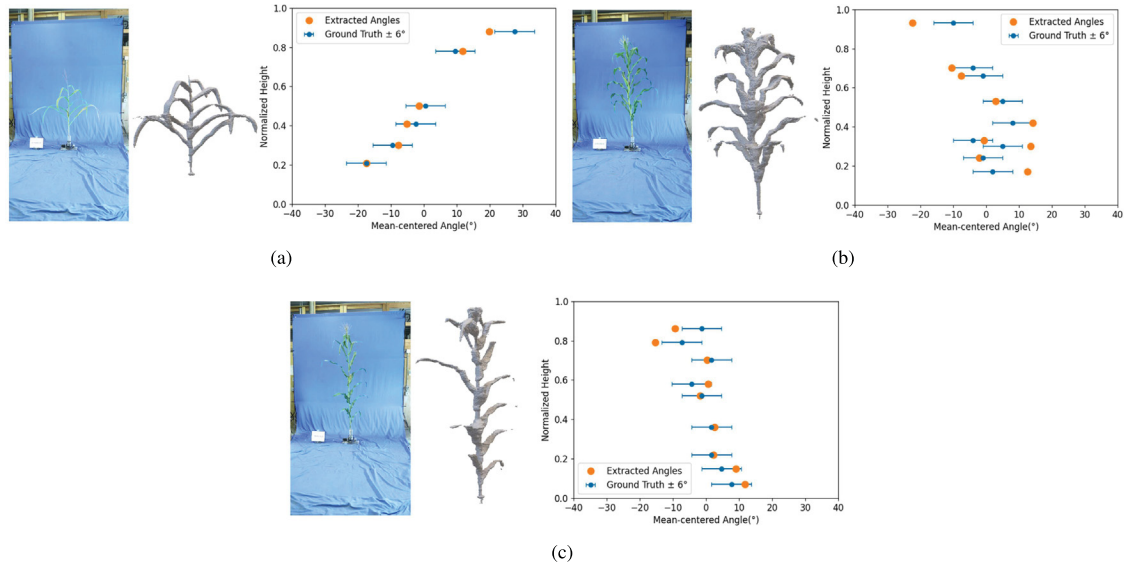 1.0
0.8
0.6
0.4
0.2
0.0
Normalized Height
Extracted Angles
Ground Truth ± 6°
−40 −30 −20 −10 0 10 20 30 40
Mean-centered Angle(°)
(a)
1.0
0.8
0.6
0.4
0.2
0.0
Normalized Height
Extracted Angles
Ground Truth ± 6°
−40 −30 −20 −10 0 10 20 30 40
Mean-centered Angle(°)
(b)
1.0
0.8
0.6
0.4
0.2
0.0
Normalized Height
Extracted Angles
Ground Truth ± 6°
−40 −30 −20 −10 0 10 20 30 40
Mean-centered Angle(°)
(c)